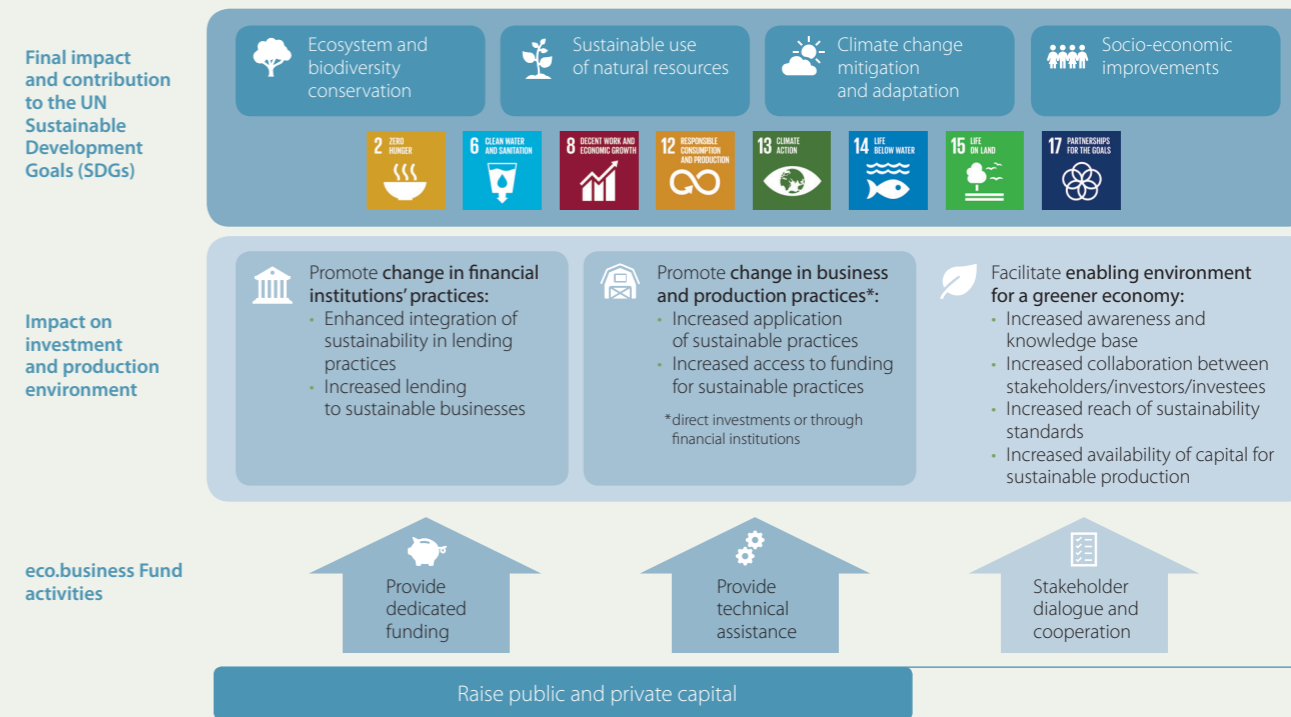 Final impact
and contribution
to the UN
Sustainable
Development
Goals (SDGs)
Ecosystem and
biodiversity
conservation
Sustainable use
of natural resources
Climate change
mitigation
and adaptation
Socio-economic
improvements
2 ZERO
HUNGER
6 CLEAN WATER
AND SANITATION
8 DECENT WORK AND
ECONOMIC GROWTH
12 RESPONSIBLE
CONSUMPTION
AND PRODUCTION
13 CLIMATE
ACTION
14 LIFE
BELOW WATER
15 LIFE
ON LAND
17 PARTNERSHIPS
FOR THE GOALS
Impact on
investment
and production
environment
Promote change in financial
institutions' practices:
• Enhanced integration of
sustainability in lending
practices
• Increased lending
to sustainable businesses
Promote change in business
and production practices*:
• Increased application
of sustainable practices
• Increased access to funding
for sustainable practices
*direct investments or through
financial institutions
Facilitate enabling environment
for a greener economy:
• Increased awareness and
knowledge base
• Increased collaboration between
stakeholders/investors/investees
• Increased reach of sustainability
standards
• Increased availability of capital for
sustainable production
eco.business Fund
activities
Provide
dedicated
funding
Provide
technical
assistance
Stakeholder
dialogue and
cooperation
Raise public and private capital